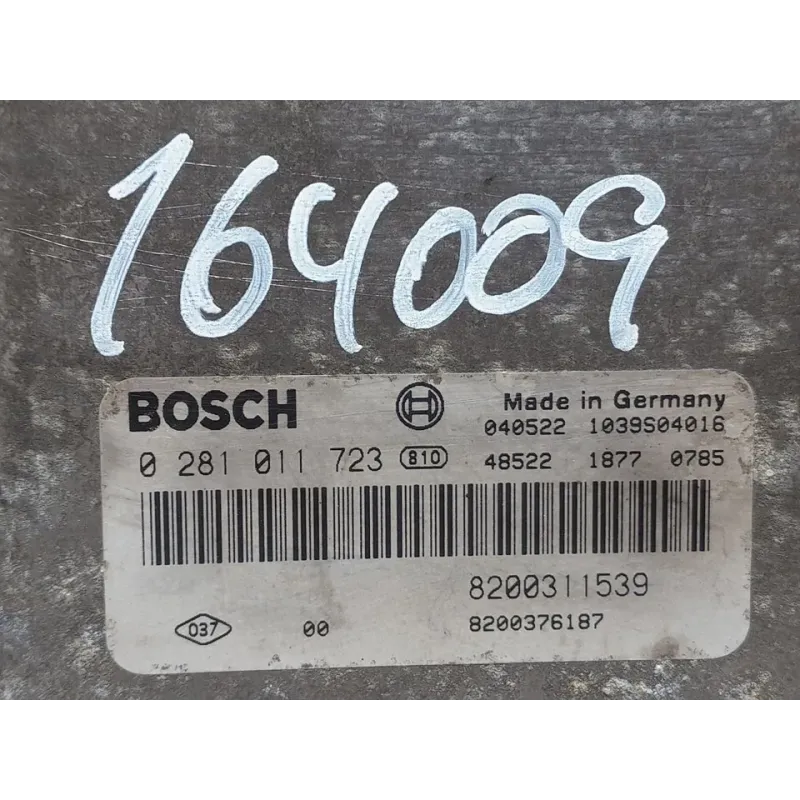 164009
BOSCH Made in Germany
040522 1039S04016
0 281 011 723 810 48522 1877 0785
8200311539
037 00 8200376187